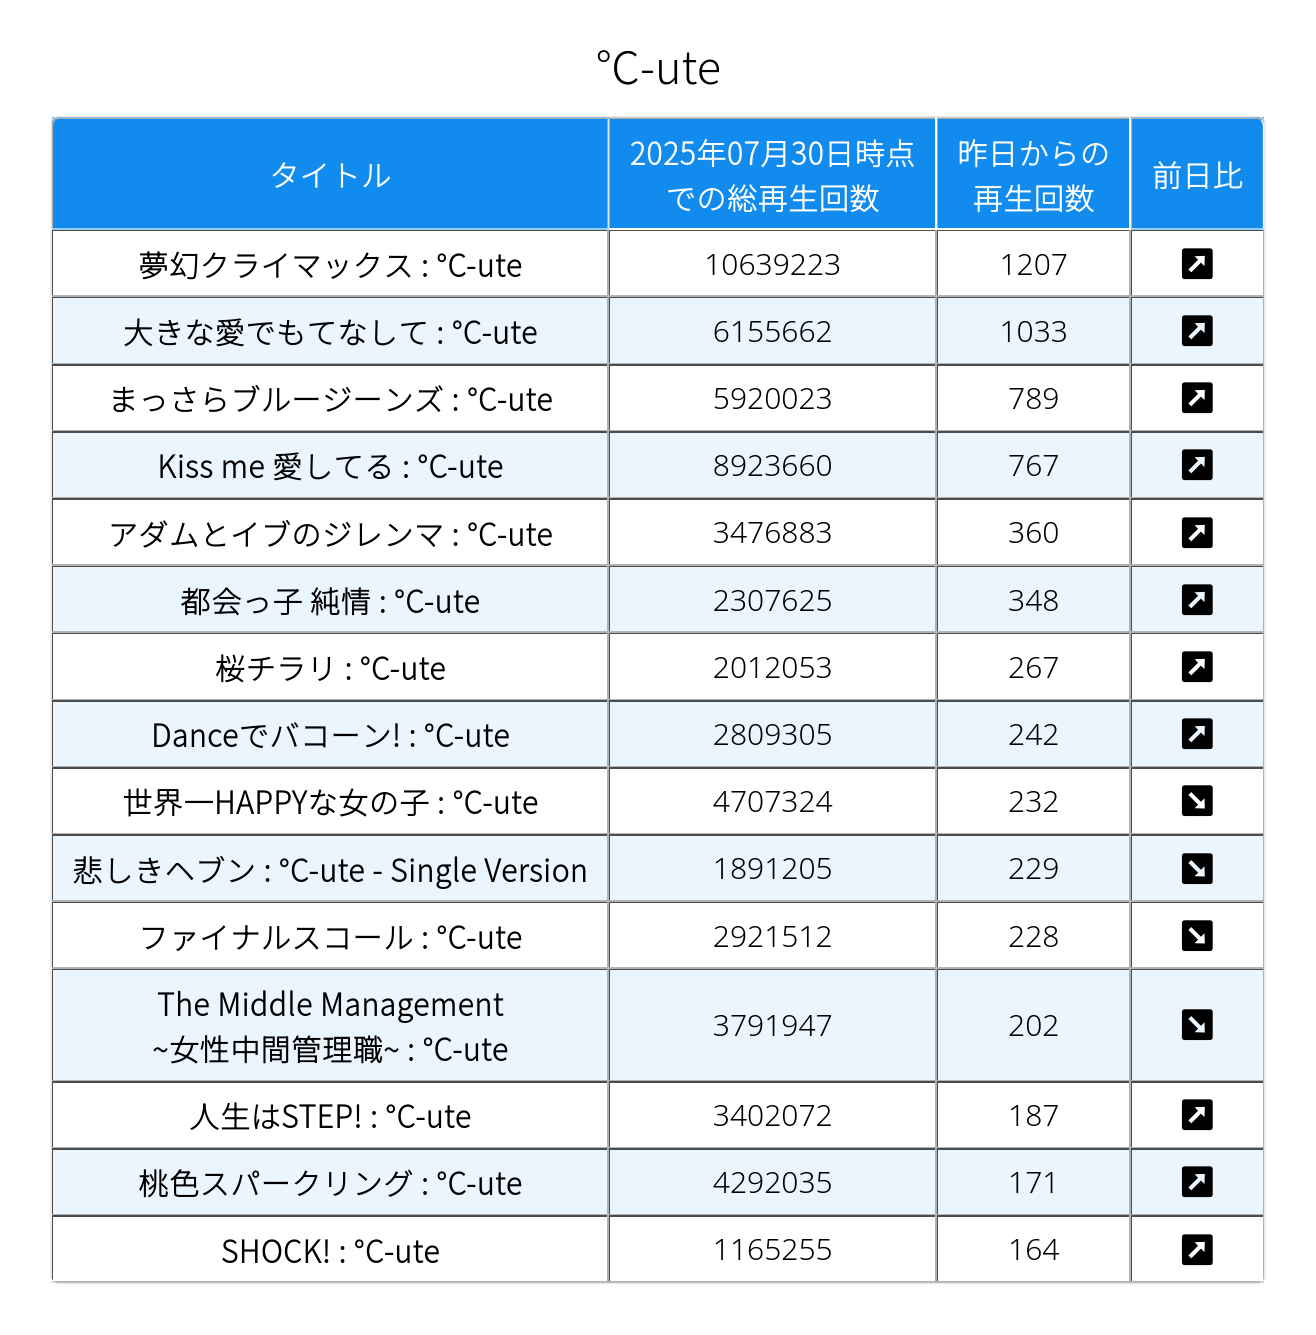 ℃-ute
タイトル
2025年07月30日時点
での総再生回数
昨日からの
再生回数
前日比
夢幻クライマックス : ℃-ute 10639223 1207
大きな愛でもてなして : ℃-ute 6155662 1033
まっさらブルージーンズ : ℃-ute 5920023 789
Kiss me 愛してる : ℃-ute 8923660 767
アダムとイブのジレンマ : ℃-ute 3476883 360
都会っ子 純情 : ℃-ute 2307625 348
桜チラリ : ℃-ute 2012053 267
Danceでバコーン! : ℃-ute 2809305 242
世界一HAPPYな女の子 : ℃-ute 4707324 232
悲しきヘブン : ℃-ute - Single Version 1891205 229
ファイナルスコール : ℃-ute 2921512 228
The Middle Management
~女性中間管理職~ : ℃-ute 3791947 202
人生はSTEP! : ℃-ute 3402072 187
桃色スパークリング : ℃-ute 4292035 171
SHOCK! : ℃-ute 1165255 164